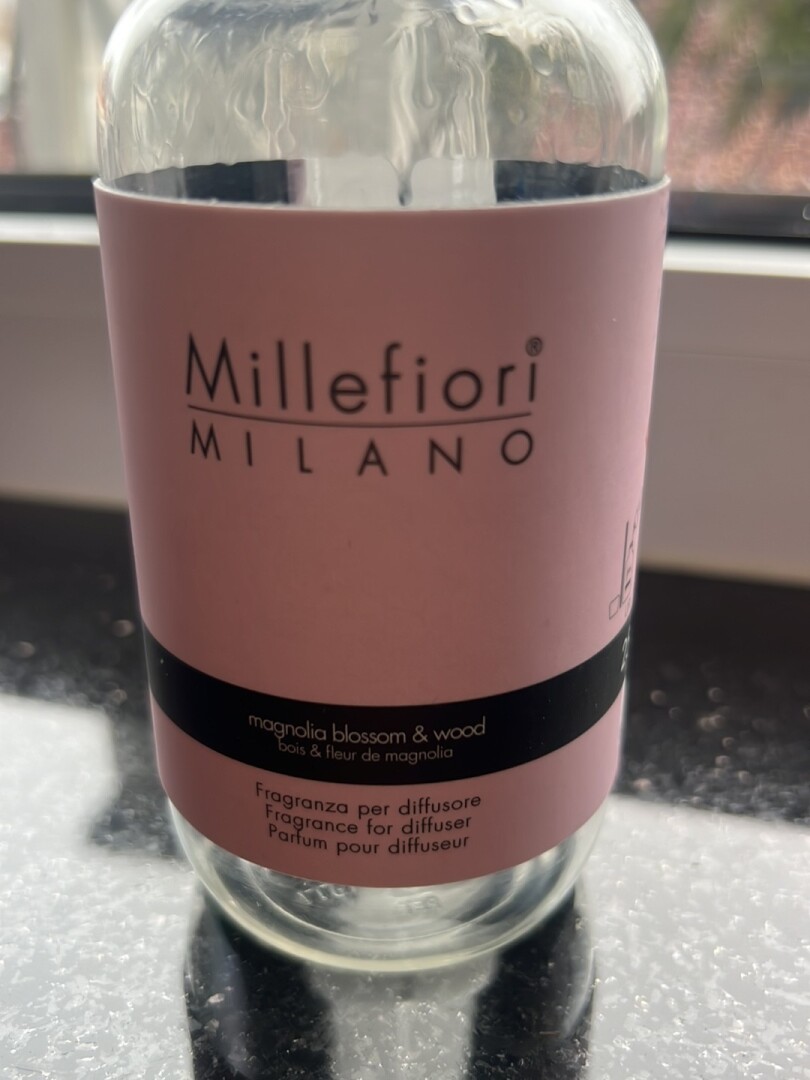 Millefiori®
MILANO
magnolia blossom & wood
bois & fleur de magnolia
Fragranza per diffusore
Fragrance for diffuser
Parfum pour diffuseur